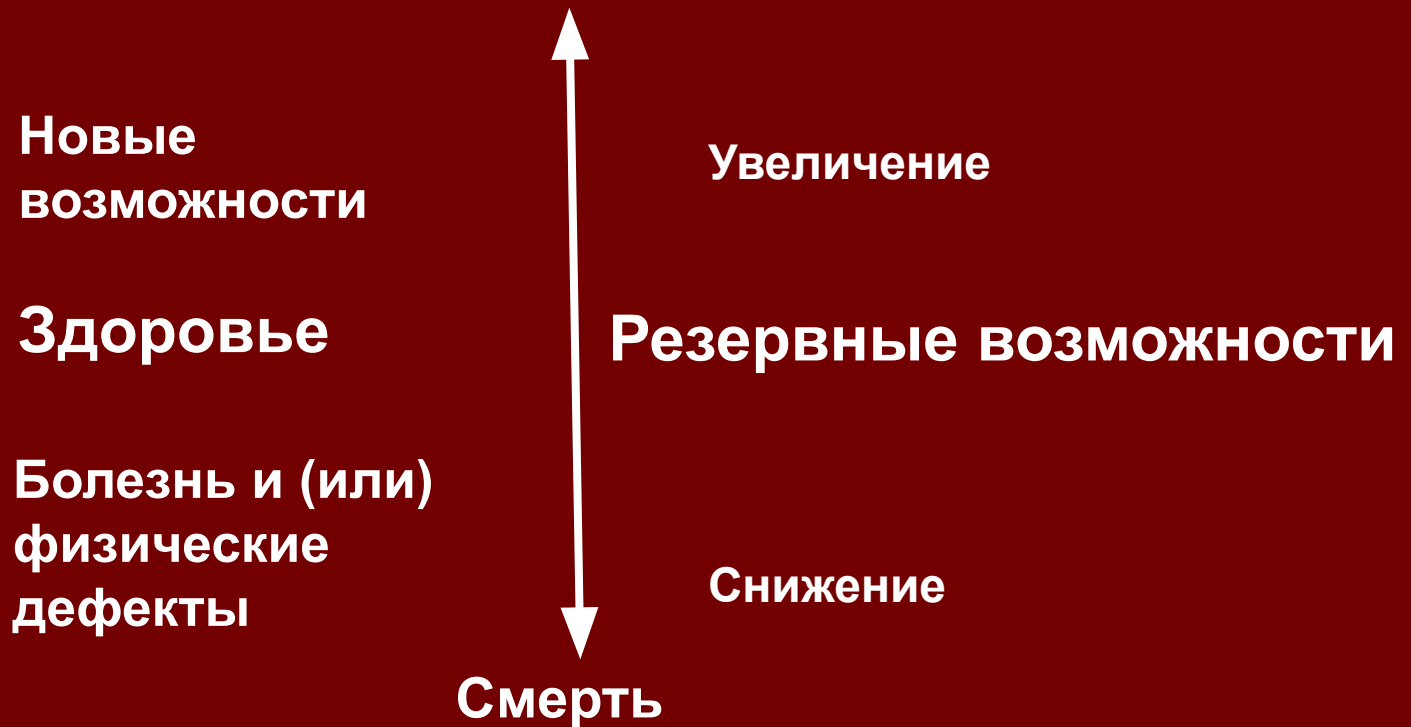 Новые
возможности
Увеличение
Здоровье
Резервные возможности
Болезнь и (или)
физические
дефекты
Снижение
Смерть